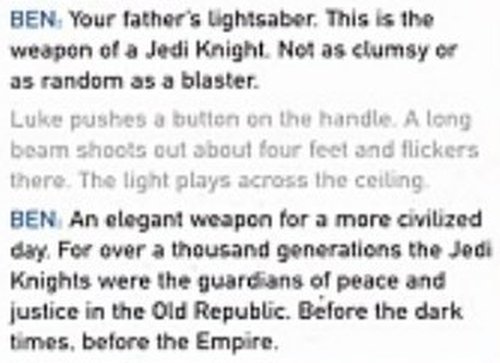 BEN: Your father's lightsaber. This is the
weapon of a Jedi Knight. Not as clumsy or
as random as a blaster.
Luke pushes a button on the handle. A long
beam shoots out about four feet and flickers
there. The light plays across the ceiling.
BEN: An elegant weapon for a more civilized
day. For over a thousand generations the Jedi
Knights were the guardians of peace and
justice in the Old Republic. Before the dark
times, before the Empire.